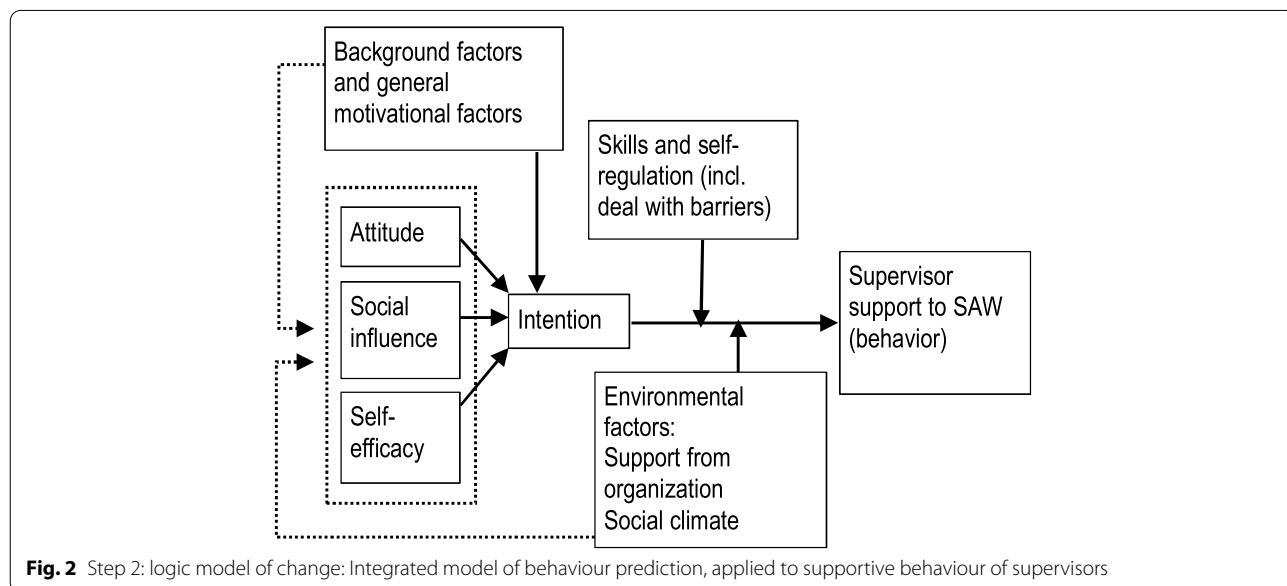 Background factors
and general
motivational factors
Skills and self-
regulation (incl.
deal with barriers)
Attitude
Social
influence
Self-
efficacy
Intention
Supervisor
support to SAW
(behavior)
Environmental
factors:
Support from
organization
Social climate
Fig. 2 Step 2: logic model of change: Integrated model of behaviour prediction, applied to supportive behaviour of supervisors